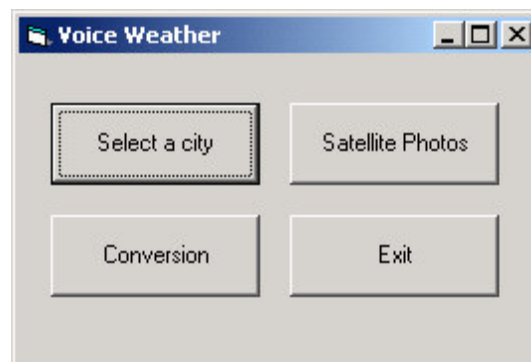 Voice Weather
Select a city
Satellite Photos
Conversion
Exit